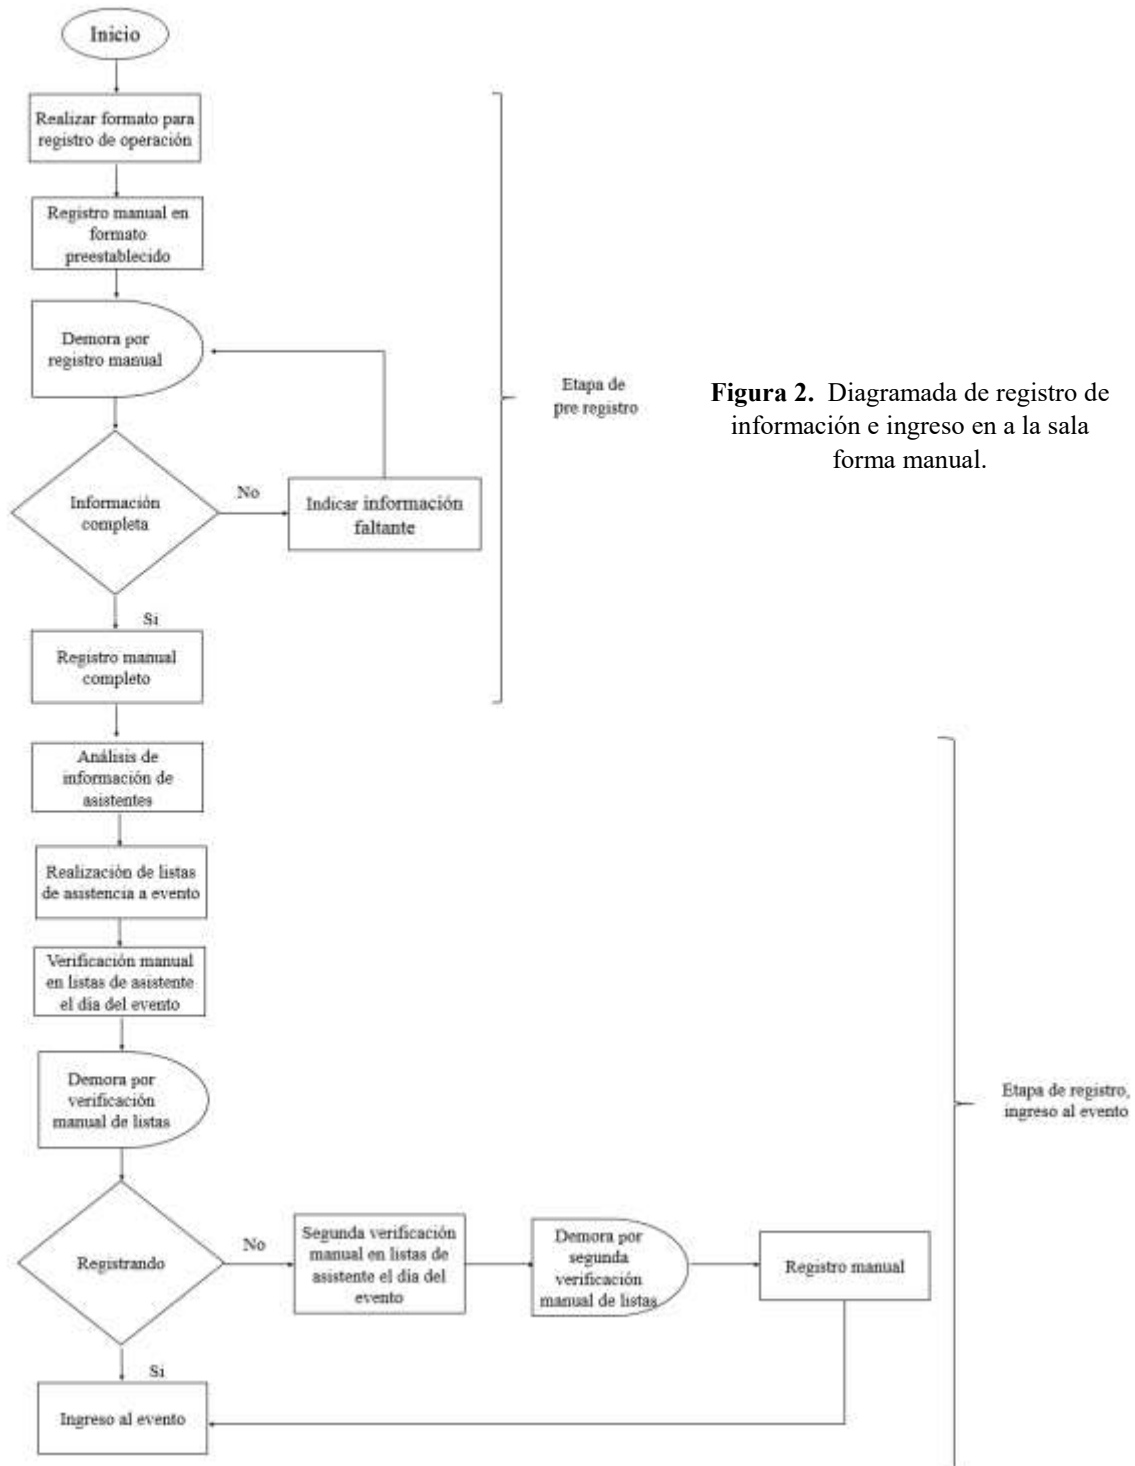 Inicio
Realizar formato para
registro de operación
Registro manual en
formato
preestablecido
Demora por
registro manual
Etapa de
pre registro
Figura 2. Diagramada de registro de
información e ingreso en a la sala
forma manual.
Información
completa
No
Indicar información
faltante
Si
Registro manual
completo
Análisis de
información de
asistentes
Realización de listas
de asistencia a evento
Verificación manual
en listas de asistente
el día del evento
Demora por
verificación
manual de listas
Etapa de registro,
ingreso al evento
Registrando
No
Segunda verificación
manual en listas de
asistente el día del
evento
Demora por
segunda
verificación
manual de listas
Registro manual
Si
Ingreso al evento